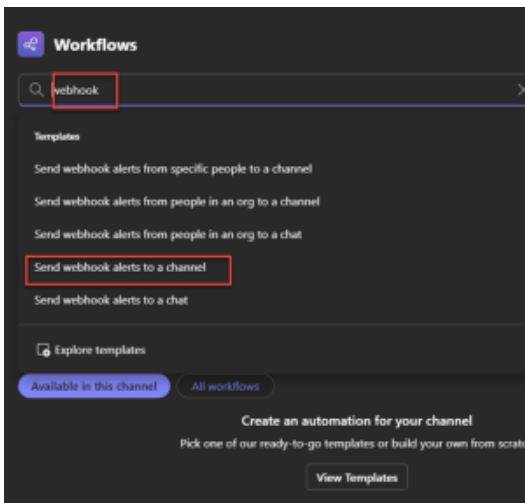 Workflows
webhook
Templates
Send webhook alerts from specific people to a channel
Send webhook alerts from people in an org to a channel
Send webhook alerts from people in an org to a chat
Send webhook alerts to a channel
Send webhook alerts to a chat
Explore templates
Available in this channel All workflows
Create an automation for your channel
Pick one of our ready-to-go templates or build your own from scratc
View Templates